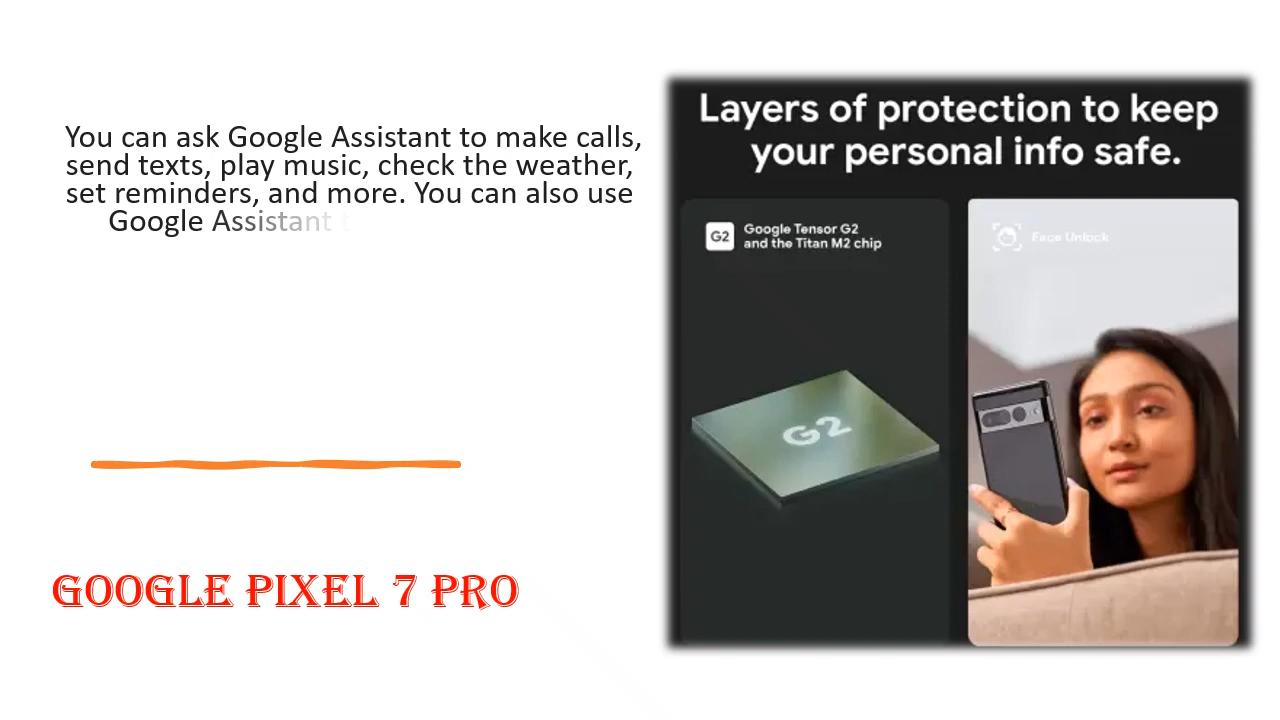 You can ask Google Assistant to make calls,
send texts, play music, check the weather,
set reminders, and more. You can also use
Google Assistant t
GOOGLE PIXEL 7 PRO
Layers of protection to keep
your personal info safe.
G2 Google Tensor G2
and the Titan M2 chip
G2
Face Unlock